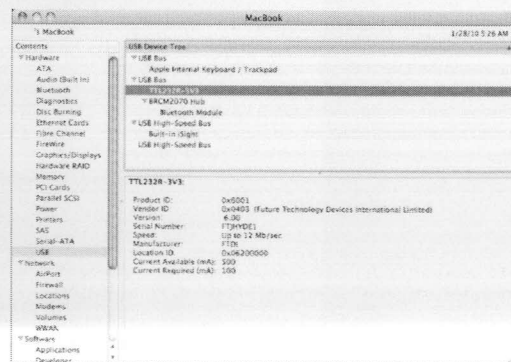 MacBook
MacBook
1/28/10 5:26 AM
Contents
Hardware
ATA
Audio (Built In)
Bluetooth
Diagnostics
Disc Burning
Ethernet Cards
Fibre Channel
FireWire
Graphics/Displays
Hardware RAID
Memory
PCI Cards
Parallel SCSI
Power
Printers
SAS
Serial-ATA
USB
Network
AirPort
Firewall
Locations
Modems
Volumes
WWAN
Software
Applications
Developer
USB Device Tree
USB Bus
Apple Internal Keyboard / Trackpad
USB Bus
TTL232R-3V3
BRCM2070 Hub
Bluetooth Module
USB High-Speed Bus
Built-in iSight
USB High-Speed Bus
TTL232R-3V3:
Product ID: 0x6001
Vendor ID: 0x0403 (Future Technology Devices International Limited)
Version: 6.00
Serial Number: FTJHYDE1
Speed: Up to 12 Mb/sec
Manufacturer: FTDI
Location ID: 0x06200000
Current Available (mA): 500
Current Required (mA): 100